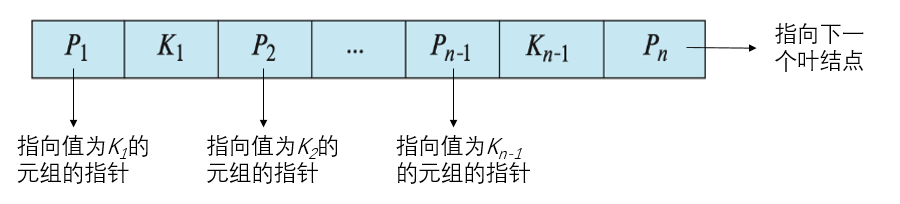 P1 K1 P2 ... Pn-1 Kn-1 Pn
指向下一
个叶结点
指向值为K1的
元组的指针
指向值为K2的
元组的指针
指向值为Kn-1
的元组的指针